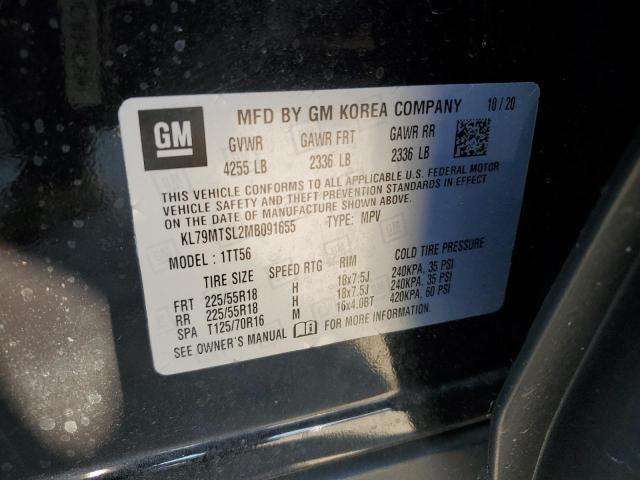 GM MFD BY GM KOREA COMPANY 10/20
GVWR GAWR FRT GAWR RR
4255 LB 2336 LB 2336 LB
THIS VEHICLE CONFORMS TO ALL APPLICABLE U.S. FEDERAL MOTOR
VEHICLE SAFETY AND THEFT PREVENTION STANDARDS IN EFFECT
ON THE DATE OF MANUFACTURE SHOWN ABOVE.
KL79MTSL2MB091655 TYPE: MPV
MODEL: 1TT56
TIRE SIZE SPEED RTG RIM COLD TIRE PRESSURE
FRT 225/55R18 H 18x7.5J 240KPA, 35 PSI
RR 225/55R18 H 18x7.5J 240KPA, 35 PSI
SPA T125/70R16 M 16x4.0BT 420KPA, 60 PSI
SEE OWNER'S MANUAL FOR MORE INFORMATION.